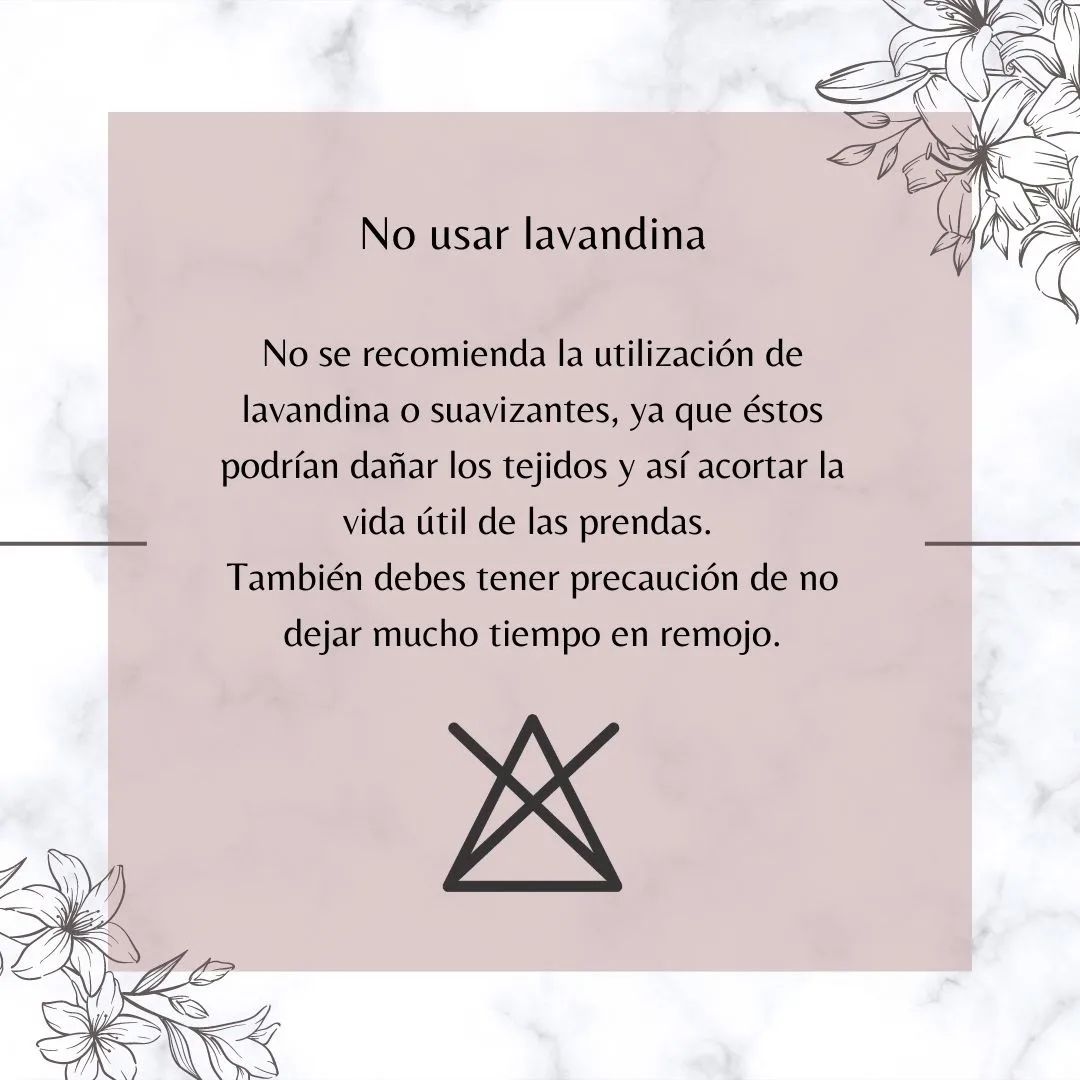 No usar lavandina
No se recomienda la utilización de
lavandina o suavizantes, ya que éstos
podrían dañar los tejidos y así acortar la
vida útil de las prendas.
También debes tener precaución de no
dejar mucho tiempo en remojo.